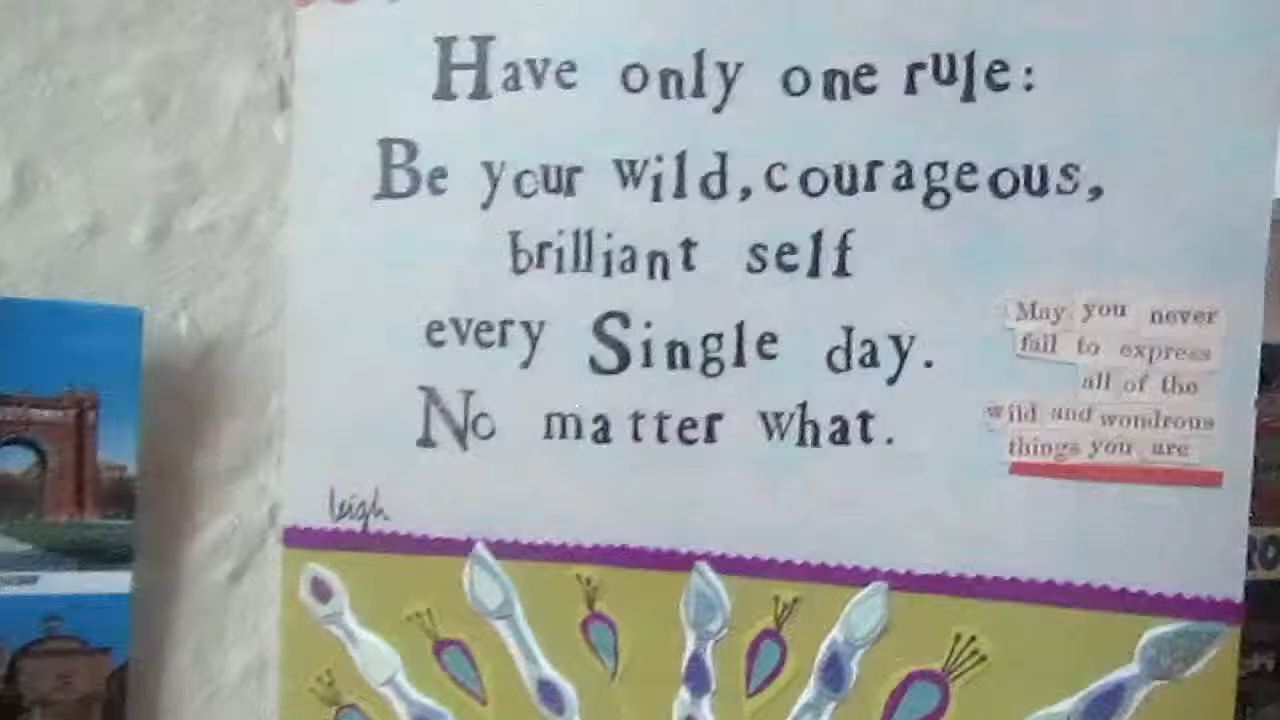 Have only one rule:
Be your wild, courageous,
brilliant self
every Single day.
No matter what.
May you never
fail to express
all of the
wild and wondrous
things you are
leigh